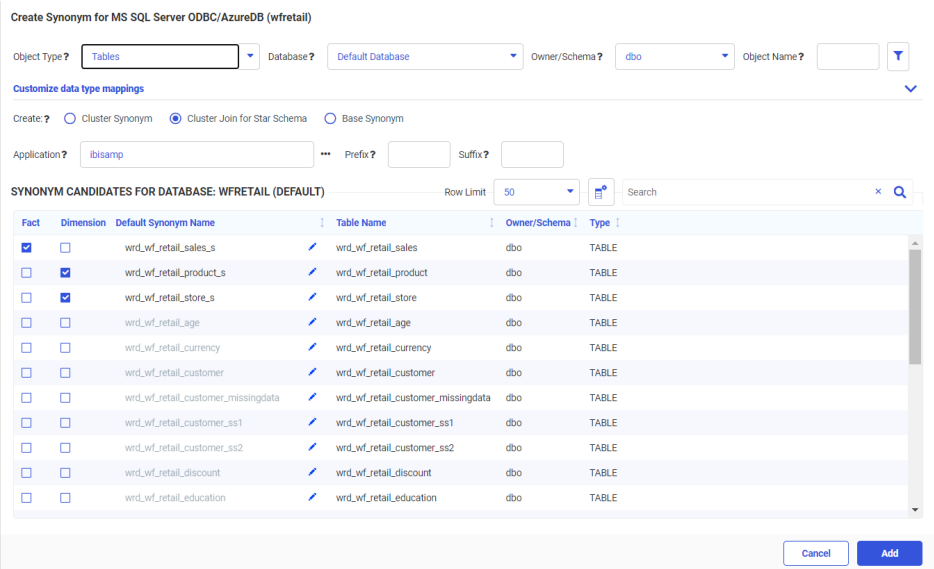 Create Synonym for MS SQL Server ODBC/AzureDB (wfretail)
Object Type? Tables Database? Default Database Owner/Schema? dbo Object Name?
Customize data type mappings
Create: ? Cluster Synonym Cluster Join for Star Schema Base Synonym
Application? ibisamp ••• Prefix? Suffix?
SYNONYM CANDIDATES FOR DATABASE: WFRETAIL (DEFAULT) Row Limit 50 Search ×
Fact Dimension Default Synonym Name Table Name Owner/Schema Type
wrd_wf_retail_sales_s wrd_wf_retail_sales dbo TABLE
wrd_wf_retail_product_s wrd_wf_retail_product dbo TABLE
wrd_wf_retail_store_s wrd_wf_retail_store dbo TABLE
wrd_wf_retail_age wrd_wf_retail_age dbo TABLE
wrd_wf_retail_currency wrd_wf_retail_currency dbo TABLE
wrd_wf_retail_customer wrd_wf_retail_customer dbo TABLE
wrd_wf_retail_customer_missingdata wrd_wf_retail_customer_missingdata dbo TABLE
wrd_wf_retail_customer_ss1 wrd_wf_retail_customer_ss1 dbo TABLE
wrd_wf_retail_customer_ss2 wrd_wf_retail_customer_ss2 dbo TABLE
wrd_wf_retail_discount wrd_wf_retail_discount dbo TABLE
wrd_wf_retail_education wrd_wf_retail_education dbo TABLE
Cancel Add